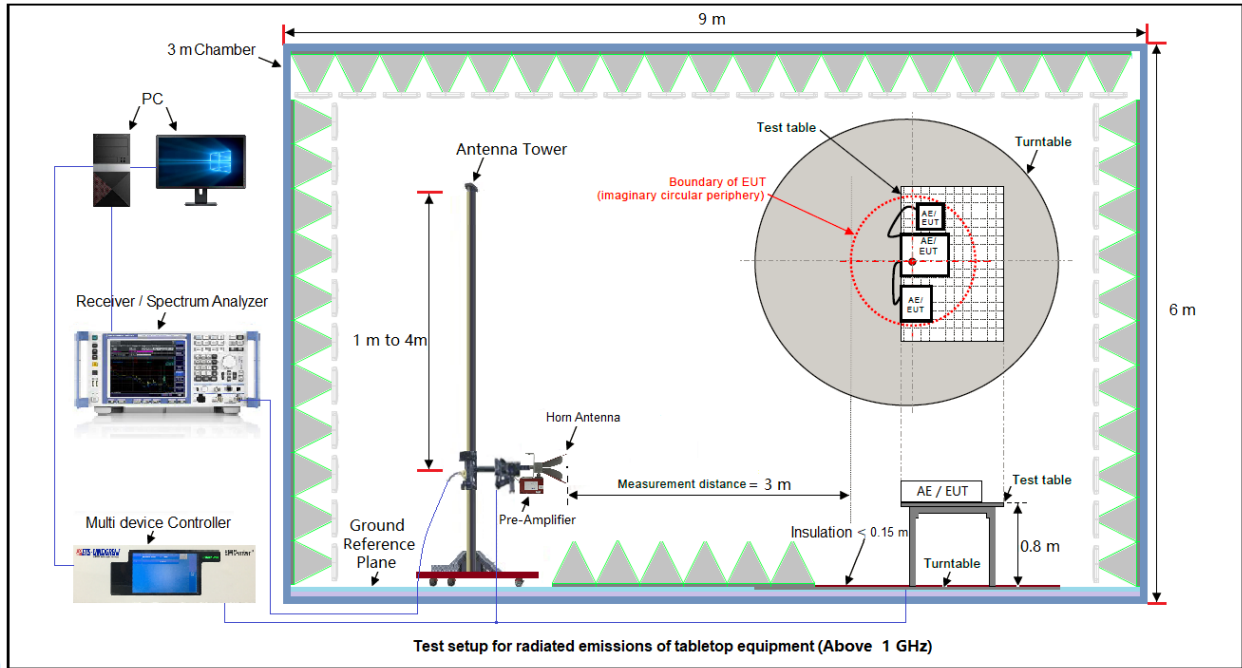 9 m
3 m Chamber
PC
Antenna Tower
Test table
Turntable
Boundary of EUT
(imaginary circular periphery)
AE/
EUT
AE/
EUT
AE/
EUT
6 m
Receiver / Spectrum Analyzer
1 m to 4m
Horn Antenna
Measurement distance = 3 m
Pre-Amplifier
AE / EUT
Test table
Multi device Controller
Ground
Reference
Plane
Insulation < 0.15 m
0.8 m
Turntable
Test setup for radiated emissions of tabletop equipment (Above 1 GHz)